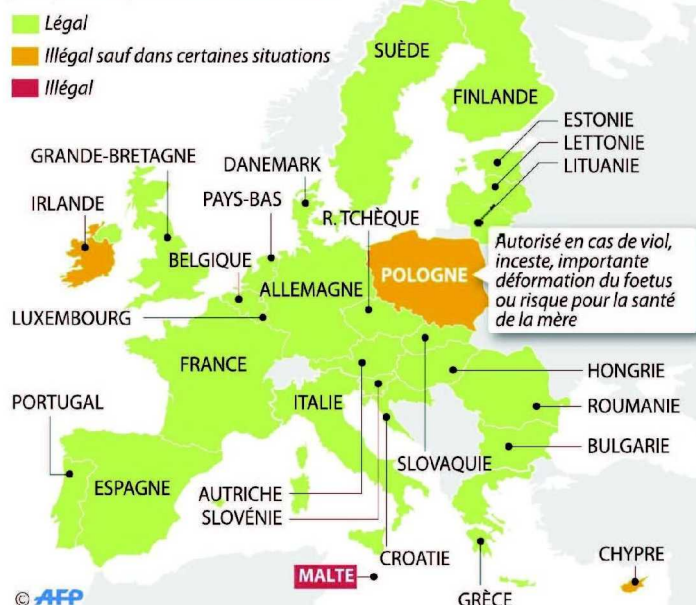 Légal
Illégal sauf dans certaines situations
Illégal
SUÈDE
FINLANDE
ESTONIE
LETTONIE
LITUANIE
GRANDE-BRETAGNE
DANEMARK
IRLANDE
PAYS-BAS
R. TCHÈQUE
BELGIQUE
ALLEMAGNE
POLOGNE
Autorisé en cas de viol,
inceste, importante
déformation du foetus
ou risque pour la santé
de la mère
LUXEMBOURG
FRANCE
HONGRIE
PORTUGAL
ITALIE
ROUMANIE
BULGARIE
SLOVAQUIE
ESPAGNE
AUTRICHE
SLOVÉNIE
CROATIE
CHYPRE
MALTE
GRÈCE
© AFP